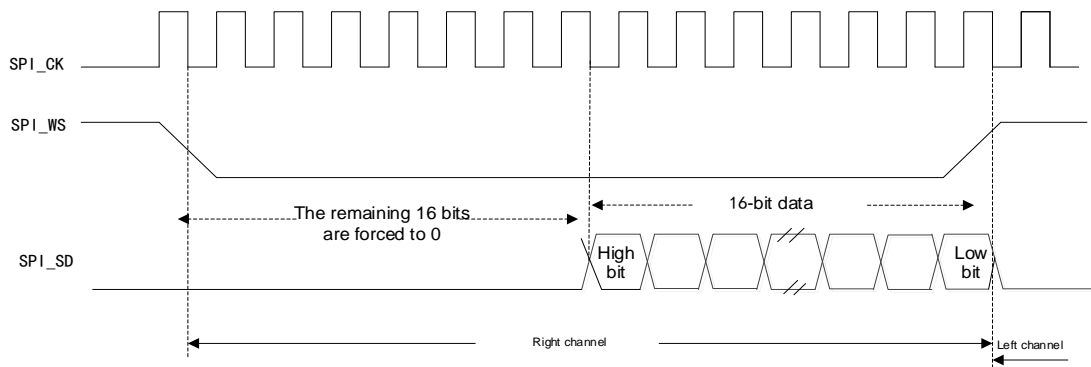 SPI_CK
SPI_WS
The remaining 16 bits
are forced to 0
16-bit data
SPI_SD
High
bit
Low
bit
Right channel
Left channel